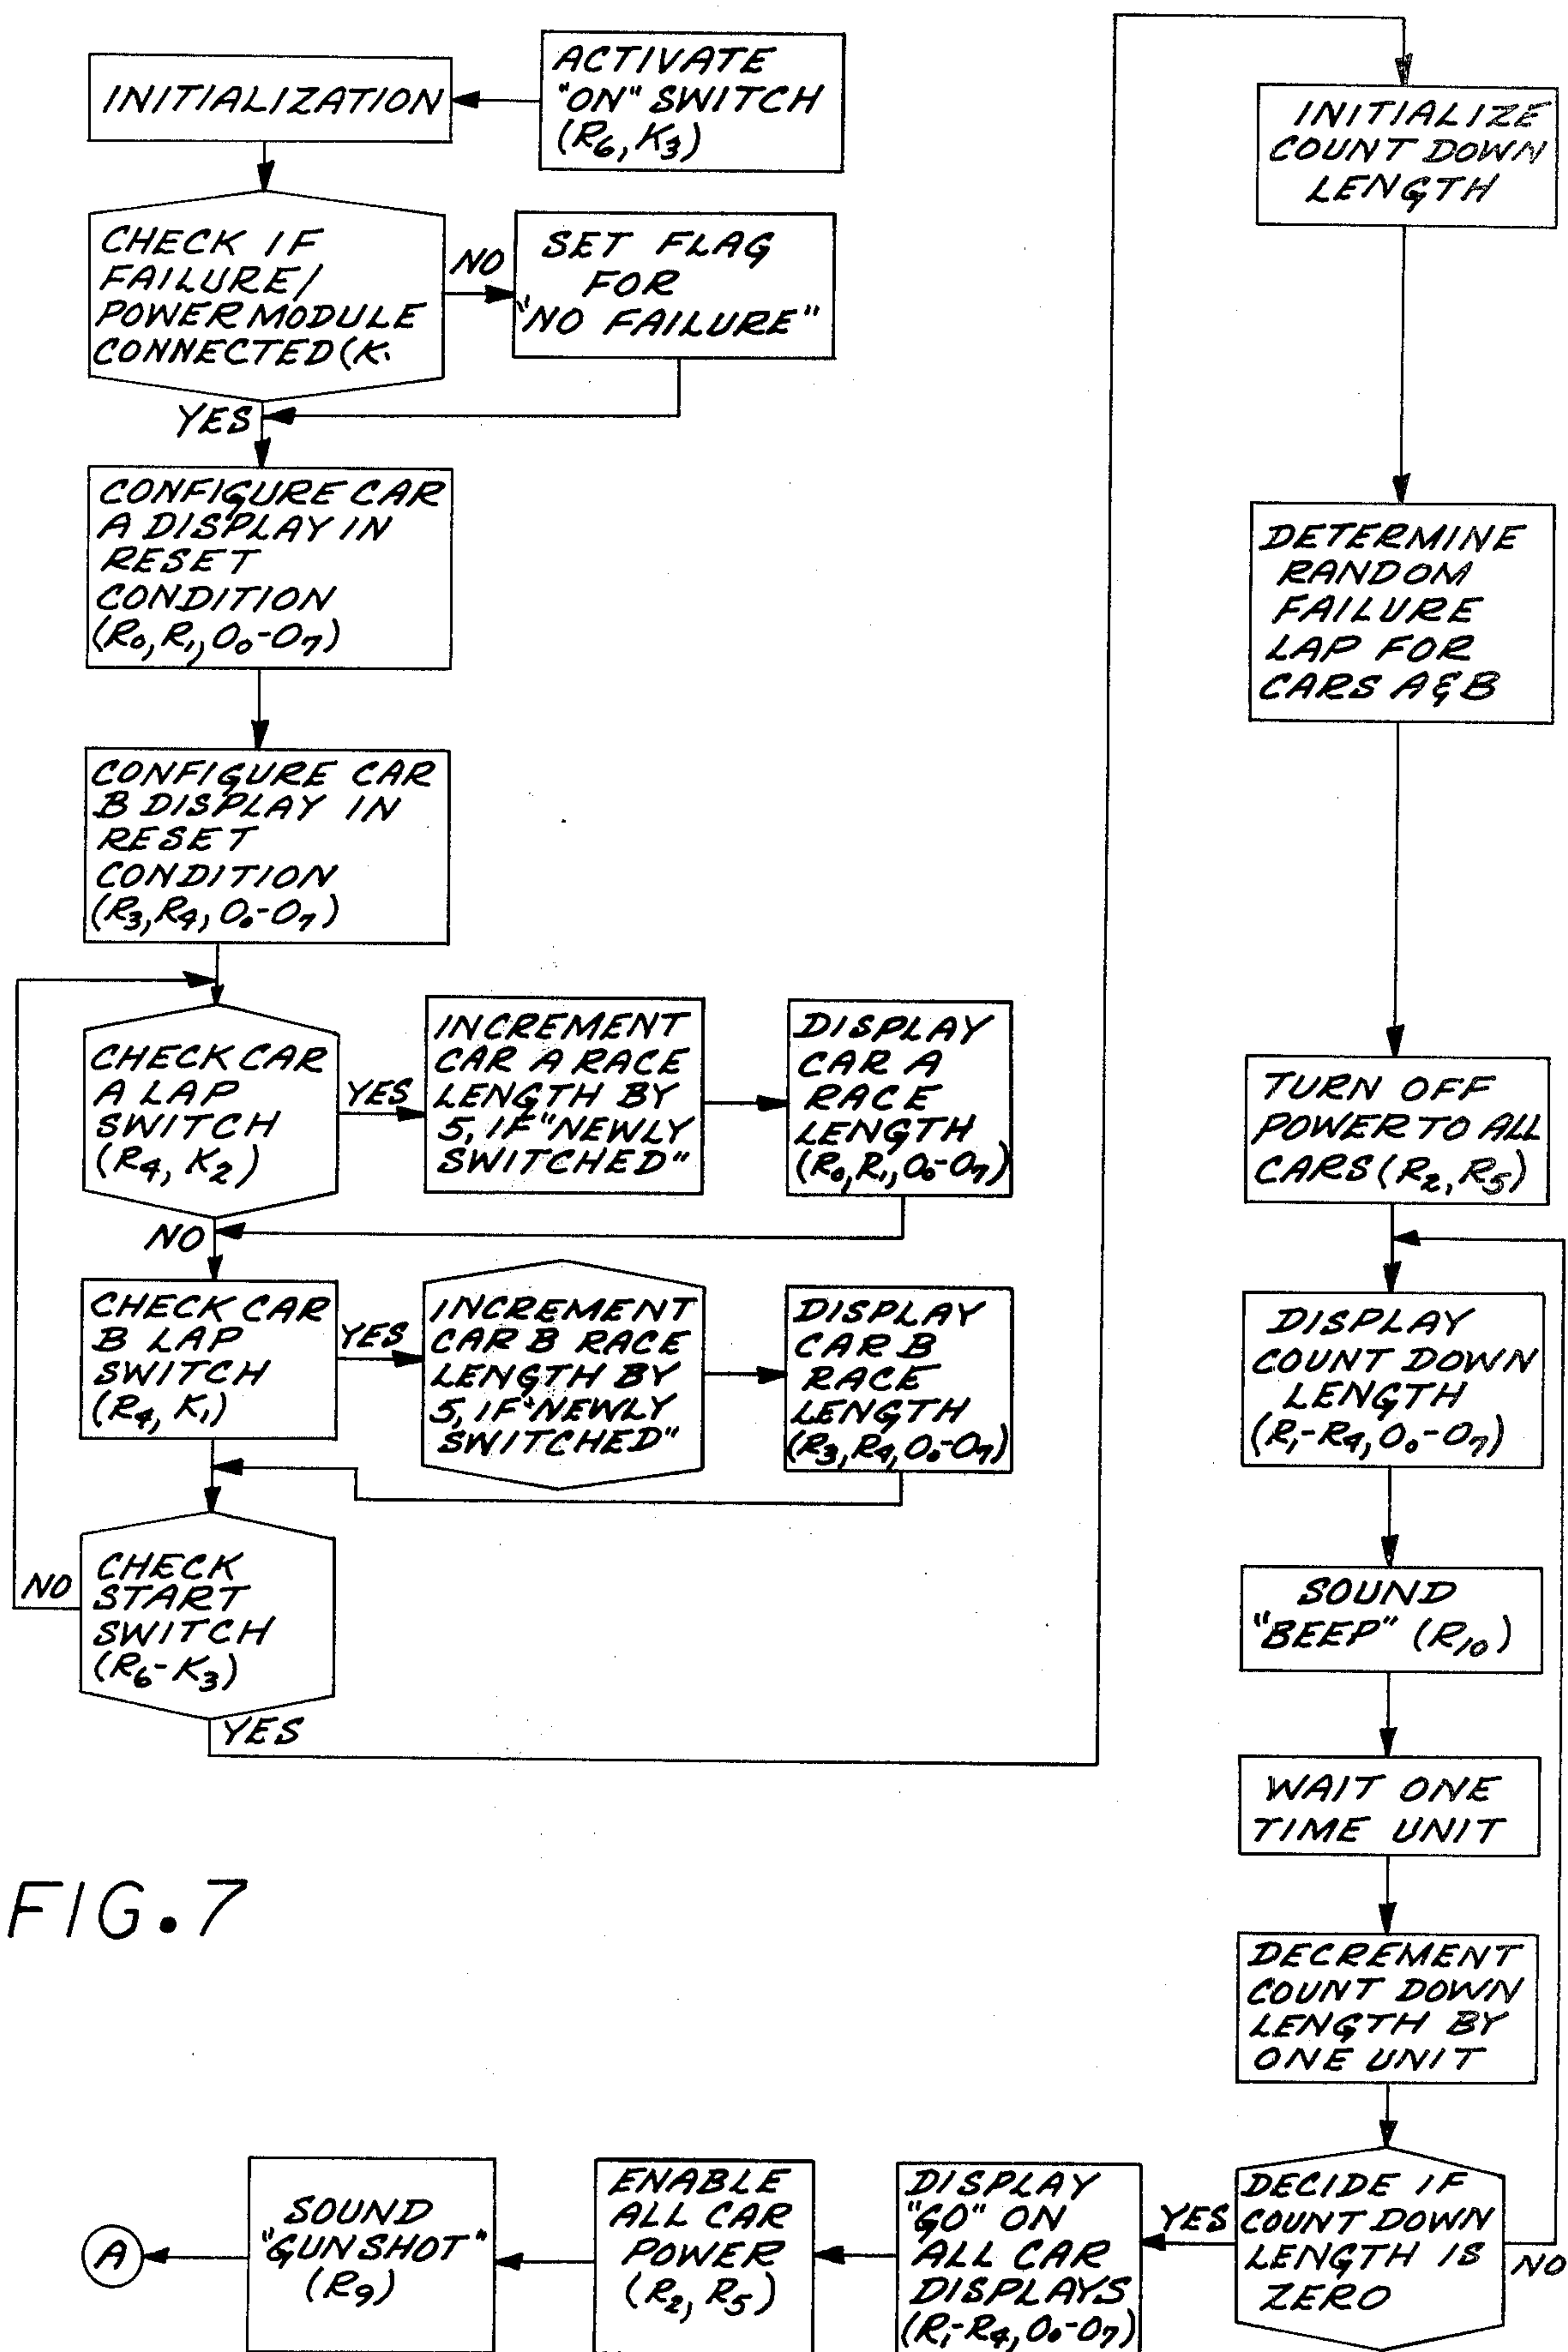 INITIALIZATION
ACTIVATE
"ON" SWITCH
(R6, K3)
CHECK IF
FAILURE/
POWER MODULE
CONNECTED (K1
NO
SET FLAG
FOR
"NO FAILURE"
YES
CONFIGURE CAR
A DISPLAY IN
RESET
CONDITION
(R0, R1, O0-O7)
CONFIGURE CAR
B DISPLAY IN
RESET
CONDITION
(R3, R4, O0-O7)
CHECK CAR
A LAP
SWITCH
(R4, K2)
YES
INCREMENT
CAR A RACE
LENGTH BY
5, IF "NEWLY
SWITCHED"
DISPLAY
CAR A
RACE
LENGTH
(R0, R1, O0-O7)
NO
CHECK CAR
B LAP
SWITCH
(R4, K1)
YES
INCREMENT
CAR B RACE
LENGTH BY
5, IF "NEWLY
SWITCHED"
DISPLAY
CAR B
RACE
LENGTH
(R3, R4, O0-O7)
NO
CHECK
START
SWITCH
(R6-K3)
YES
INITIALIZE
COUNT DOWN
LENGTH
DETERMINE
RANDOM
FAILURE
LAP FOR
CARS A & B
TURN OFF
POWER TO ALL
CARS (R2, R5)
DISPLAY
COUNT DOWN
LENGTH
(R1-R4, O0-O7)
SOUND
"BEEP" (R10)
WAIT ONE
TIME UNIT
DECREMENT
COUNT DOWN
LENGTH BY
ONE UNIT
DECIDE IF
COUNT DOWN
LENGTH IS
ZERO
NO
YES
DISPLAY
"GO" ON
ALL CAR
DISPLAYS
(R1-R4, O0-O7)
ENABLE
ALL CAR
POWER
(R2, R5)
SOUND
"GUNSHOT"
(R9)
A
FIG. 7